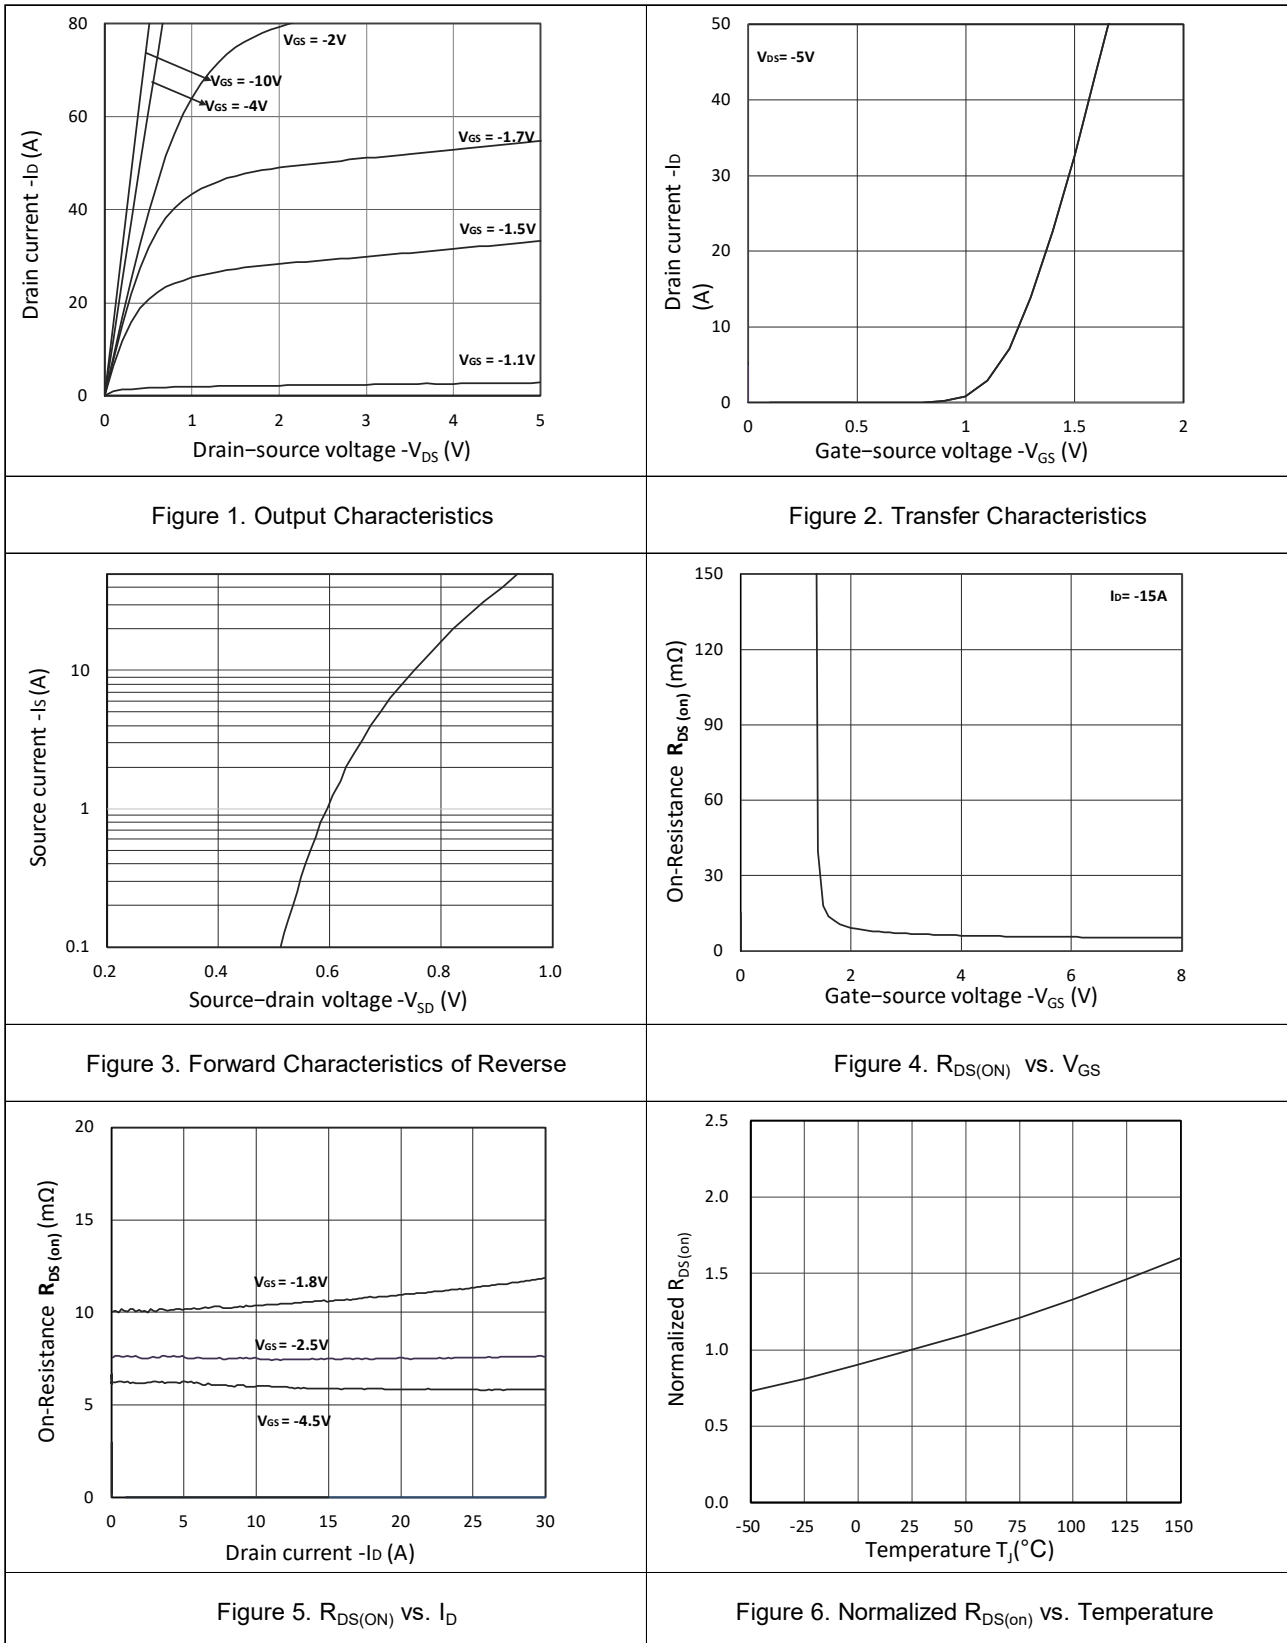 80
60
40
20
0
Drain current -ID (A)
VGS = -2V
VGS = -10V
VGS = -4V
VGS = -1.7V
VGS = -1.5V
VGS = -1.1V
0 1 2 3 4 5
Drain−source voltage -VDS (V)
Figure 1. Output Characteristics
50
40
30
20
10
0
Drain current -ID
(A)
VDS= -5V
0 0.5 1 1.5 2
Gate−source voltage -VGS (V)
Figure 2. Transfer Characteristics
10
1
0.1
Source current -IS (A)
0.2 0.4 0.6 0.8 1.0
Source−drain voltage -VSD (V)
Figure 3. Forward Characteristics of Reverse
150
120
90
60
30
0
On-Resistance RDS (on) (mΩ)
ID= -15A
0 2 4 6 8
Gate−source voltage -VGS (V)
Figure 4. RDS(ON) vs. VGS
20
15
10
5
0
On-Resistance RDS (on) (mΩ)
VGS = -1.8V
VGS = -2.5V
VGS = -4.5V
0 5 10 15 20 25 30
Drain current -ID (A)
Figure 5. RDS(ON) vs. ID
2.5
2.0
1.5
1.0
0.5
0.0
Normalized RDS(on)
-50 -25 0 25 50 75 100 125 150
Temperature TJ(°C)
Figure 6. Normalized RDS(on) vs. Temperature